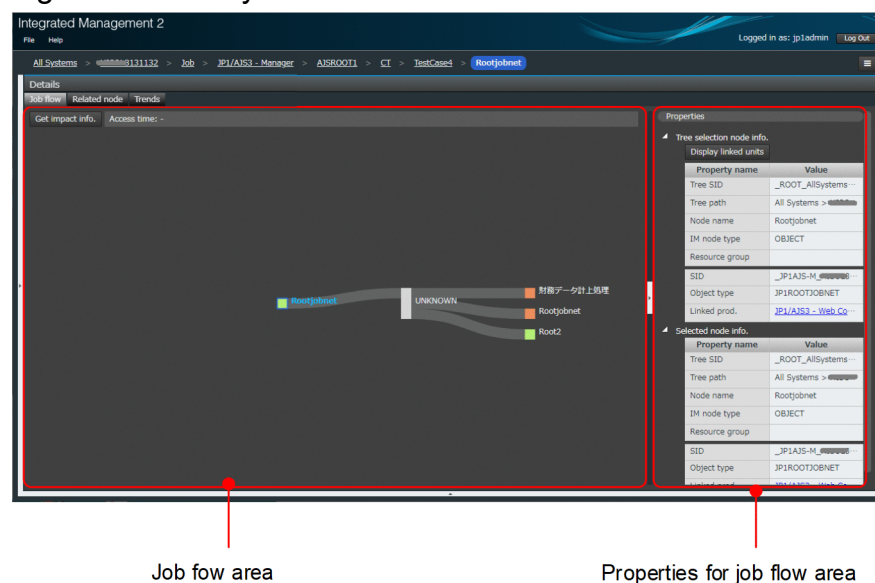 Integrated Management 2
File Help
Logged in as: jp1admin Log Out
All Systems > 3131132 > Job > JP1/AJS3 - Manager > AJSROOT1 > CT > TestCase4 > Rootjobnet
Details
Job flow Related node Trends
Get impact info. Access time: -
Rootjobnet
UNKNOWN
財務データ計上処理
Rootjobnet
Root2
Properties
Tree selection node info.
Display linked units
Property name Value
Tree SID _ROOT_AllSystems…
Tree path All Systems >
Node name Rootjobnet
IM node type OBJECT
Resource group
SID _JP1AJS-M_
Object type JP1ROOTJOBNET
Linked prod. JP1/AJS3 - Web Co…
Selected node info.
Property name Value
Tree SID _ROOT_AllSystems…
Tree path All Systems >
Node name Rootjobnet
IM node type OBJECT
Resource group
SID _JP1AJS-M_
Object type JP1ROOTJOBNET
Job fow area
Properties for job flow area